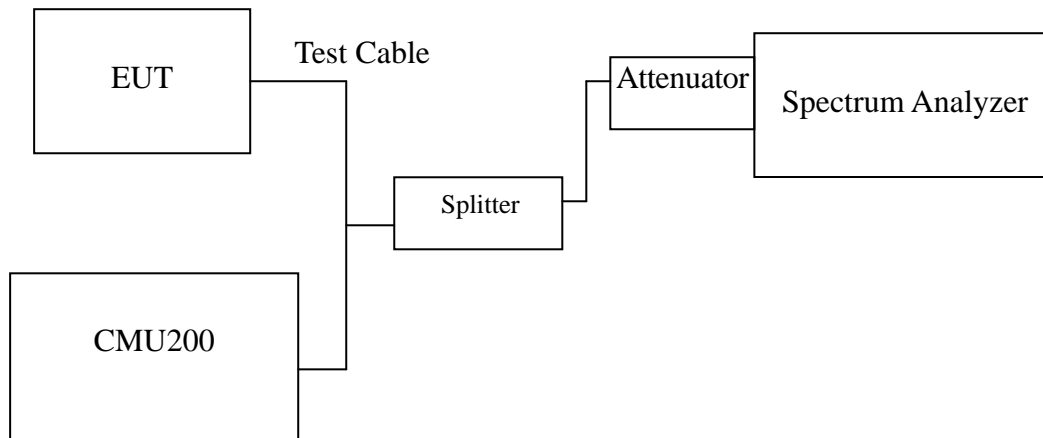 Test Cable
EUT
Attenuator
Spectrum Analyzer
Splitter
CMU200